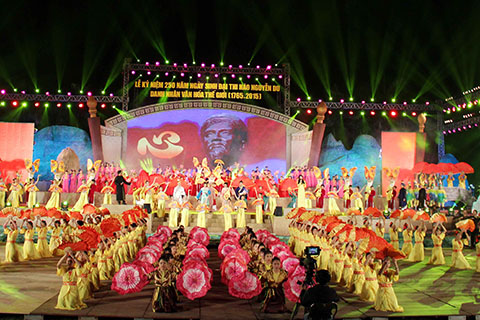 LỄ KỶ NIỆM 250 NĂM NGÀY SINH ĐẠI THI HÀO NGUYỄN DU
DANH NHÂN VĂN HÓA THẾ GIỚI (1765-2015)